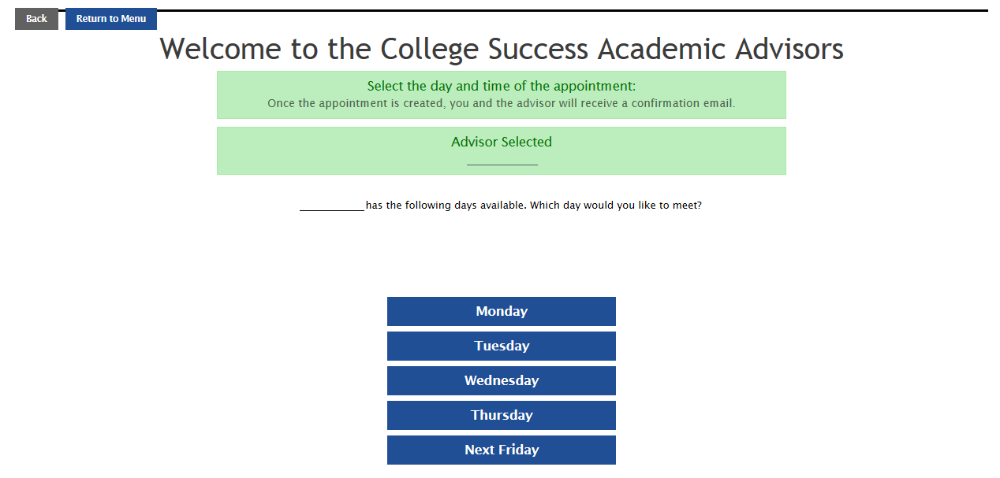 Back Return to Menu
Welcome to the College Success Academic Advisors
Select the day and time of the appointment:
Once the appointment is created, you and the advisor will receive a confirmation email.
Advisor Selected
___________
__________has the following days available. Which day would you like to meet?
Monday
Tuesday
Wednesday
Thursday
Next Friday